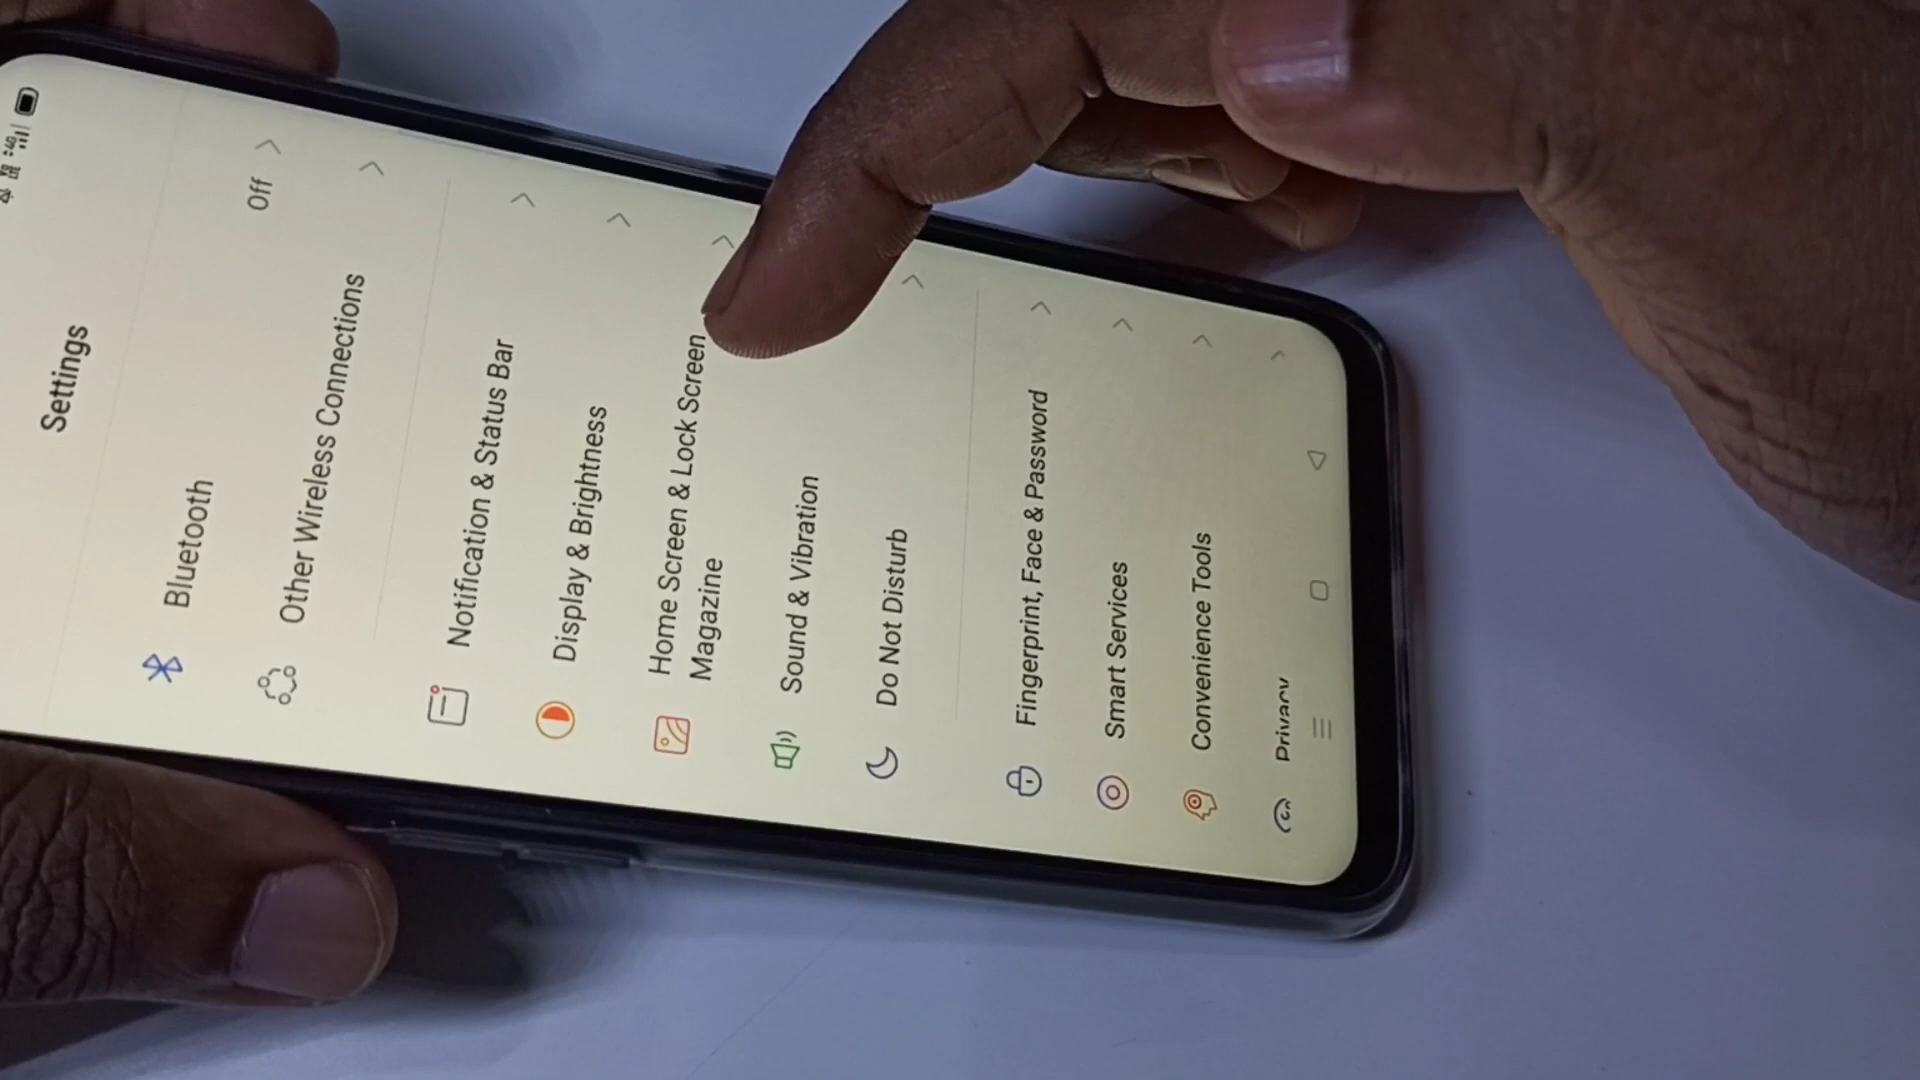 Settings
Bluetooth
Off
Other Wireless Connections
Notification & Status Bar
Display & Brightness
Home Screen & Lock Screen
Magazine
Sound & Vibration
Do Not Disturb
Fingerprint, Face & Password
Smart Services
Convenience Tools
Privacy